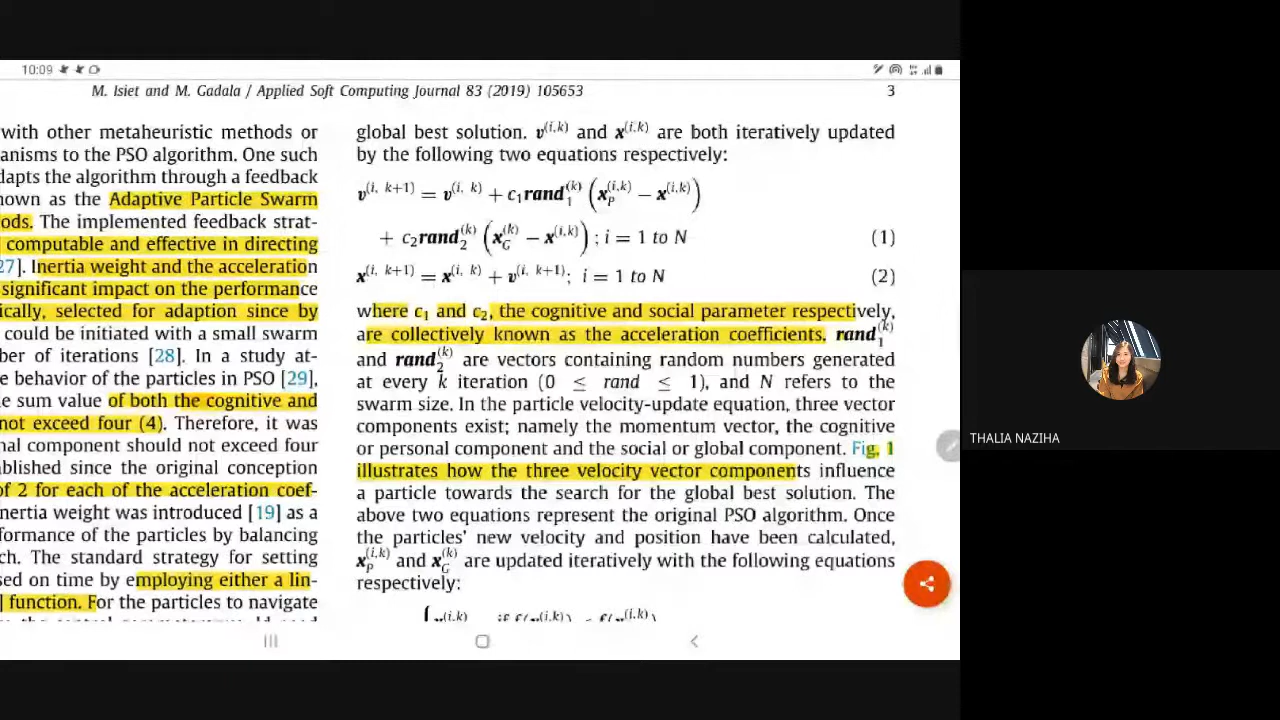 10:09
M. Isiet and M. Gadala / Applied Soft Computing Journal 83 (2019) 105653
3
with other metaheuristic methods or
anisms to the PSO algorithm. One such
dapts the algorithm through a feedback
nown as the Adaptive Particle Swarm
ods. The implemented feedback strat-
computable and effective in directing
27]. Inertia weight and the acceleration
significant impact on the performance
ically, selected for adaption since by
could be initiated with a small swarm
ber of iterations [28]. In a study at-
e behavior of the particles in PSO [29],
e sum value of both the cognitive and
not exceed four (4). Therefore, it was
nal component should not exceed four
blished since the original conception
of 2 for each of the acceleration coef-
nertia weight was introduced [19] as a
formance of the particles by balancing
ch. The standard strategy for setting
sed on time by employing either a lin-
] function. For the particles to navigate
global best solution. v^(i,k) and x^(i,k) are both iteratively updated
by the following two equations respectively:
v^(i, k+1) = v^(i, k) + c₁rand₁^(k) (x_P^(i,k) − x^(i,k))
+ c₂rand₂^(k) (x_G^(k) − x^(i,k)) ; i = 1 to N (1)
x^(i, k+1) = x^(i, k) + v^(i, k+1); i = 1 to N (2)
where c₁ and c₂, the cognitive and social parameter respectively,
are collectively known as the acceleration coefficients. rand₁^(k)
and rand₂^(k) are vectors containing random numbers generated
at every k iteration (0 ≤ rand ≤ 1), and N refers to the
swarm size. In the particle velocity-update equation, three vector
components exist; namely the momentum vector, the cognitive
or personal component and the social or global component. Fig. 1
illustrates how the three velocity vector components influence
a particle towards the search for the global best solution. The
above two equations represent the original PSO algorithm. Once
the particles' new velocity and position have been calculated,
x_P^(i,k) and x_G^(k) are updated iteratively with the following equations
respectively:
THALIA NAZIHA